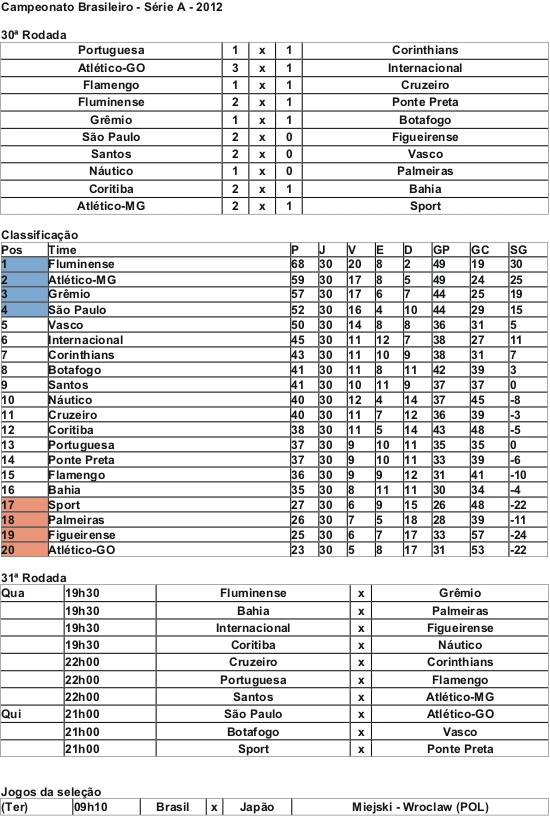 Campeonato Brasileiro - Série A - 2012
30ª Rodada
Portuguesa 1 x 1 Corinthians
Atlético-GO 3 x 1 Internacional
Flamengo 1 x 1 Cruzeiro
Fluminense 2 x 1 Ponte Preta
Grêmio 1 x 1 Botafogo
São Paulo 2 x 0 Figueirense
Santos 2 x 0 Vasco
Náutico 1 x 0 Palmeiras
Coritiba 2 x 1 Bahia
Atlético-MG 2 x 1 Sport
Classificação
Pos Time P J V E D GP GC SG
1 Fluminense 68 30 20 8 2 49 19 30
2 Atlético-MG 59 30 17 8 5 49 24 25
3 Grêmio 57 30 17 6 7 44 25 19
4 São Paulo 52 30 16 4 10 44 29 15
5 Vasco 50 30 14 8 8 36 31 5
6 Internacional 45 30 11 12 7 38 27 11
7 Corinthians 43 30 11 10 9 38 31 7
8 Botafogo 41 30 11 8 11 42 39 3
9 Santos 41 30 10 11 9 37 37 0
10 Náutico 40 30 12 4 14 37 45 -8
11 Cruzeiro 40 30 11 7 12 36 39 -3
12 Coritiba 38 30 11 5 14 43 48 -5
13 Portuguesa 37 30 9 10 11 35 35 0
14 Ponte Preta 37 30 9 10 11 33 39 -6
15 Flamengo 36 30 9 9 12 31 41 -10
16 Bahia 35 30 8 11 11 30 34 -4
17 Sport 27 30 6 9 15 26 48 -22
18 Palmeiras 26 30 7 5 18 28 39 -11
19 Figueirense 25 30 6 7 17 33 57 -24
20 Atlético-GO 23 30 5 8 17 31 53 -22
31ª Rodada
Qua 19h30 Fluminense x Grêmio
19h30 Bahia x Palmeiras
19h30 Internacional x Figueirense
19h30 Coritiba x Náutico
22h00 Cruzeiro x Corinthians
22h00 Portuguesa x Flamengo
22h00 Santos x Atlético-MG
Qui 21h00 São Paulo x Atlético-GO
21h00 Botafogo x Vasco
21h00 Sport x Ponte Preta
Jogos da seleção
(Ter) 09h10 Brasil x Japão Miejski - Wroclaw (POL)